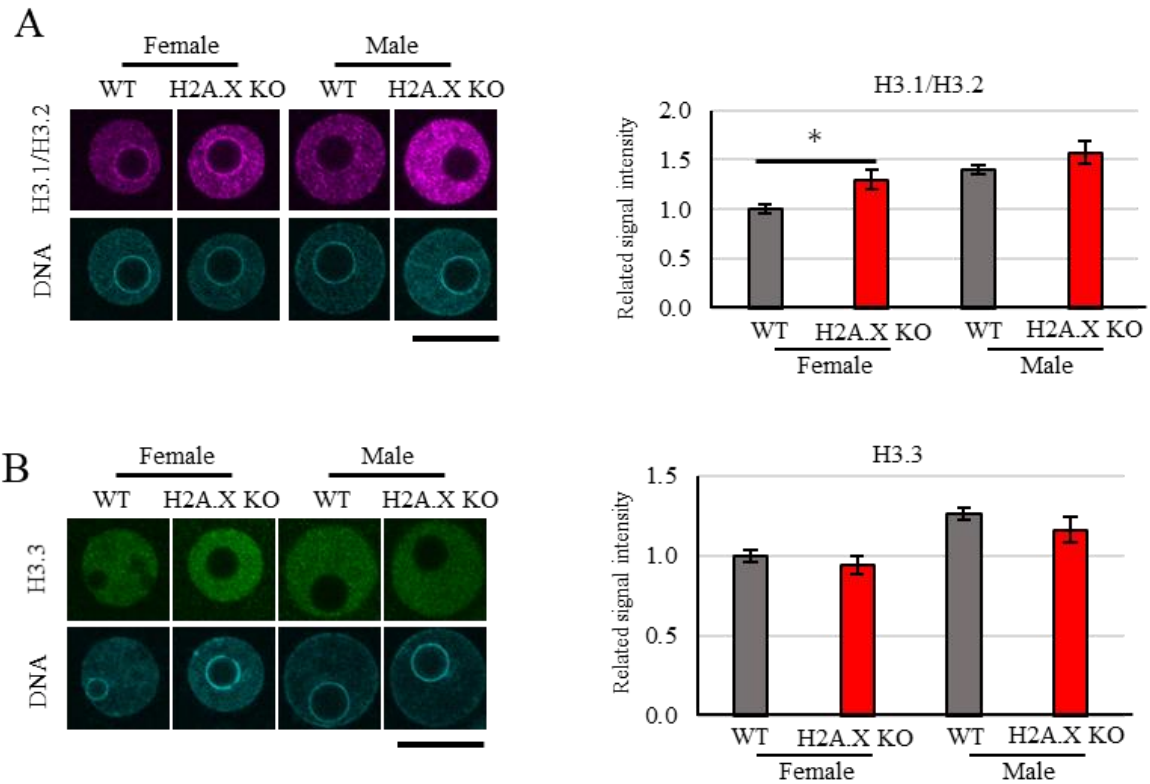 A
Female Male
WT H2A.X KO WT H2A.X KO
H3.1/H3.2
DNA
H3.1/H3.2
Related signal intensity
2.0
1.5
1.0
0.5
0.0
*
WT H2A.X KO WT H2A.X KO
Female Male
B
Female Male
WT H2A.X KO WT H2A.X KO
H3.3
DNA
H3.3
Related signal intensity
1.5
1.0
0.5
0.0
WT H2A.X KO WT H2A.X KO
Female Male